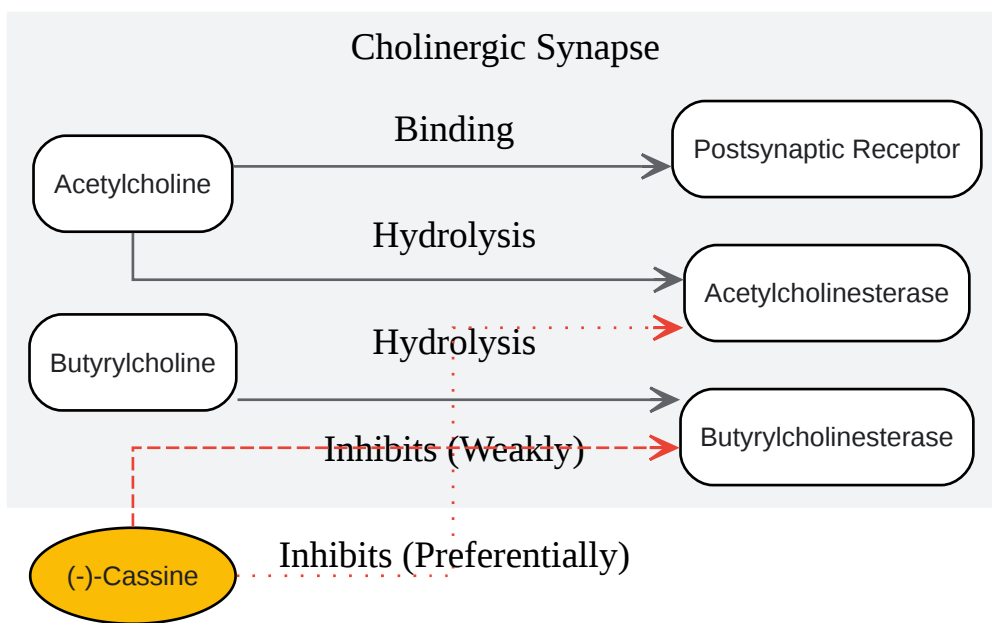 Cholinergic Synapse
Binding
Postsynaptic Receptor
Acetylcholine
Hydrolysis
Acetylcholinesterase
Hydrolysis
Butyrylcholine
Butyrylcholinesterase
Inhibits (Weakly)
Inhibits (Preferentially)
(-)-Cassine